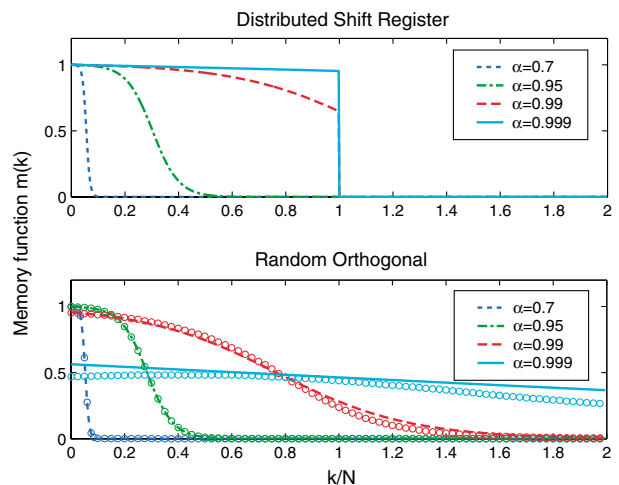 Distributed Shift Register
Memory function m(k)
1
0.5
0
α=0.7
α=0.95
α=0.99
α=0.999
0 0.2 0.4 0.6 0.8 1 1.2 1.4 1.6 1.8 2
Random Orthogonal
1
0.5
0
α=0.7
α=0.95
α=0.99
α=0.999
0 0.2 0.4 0.6 0.8 1 1.2 1.4 1.6 1.8 2
k/N